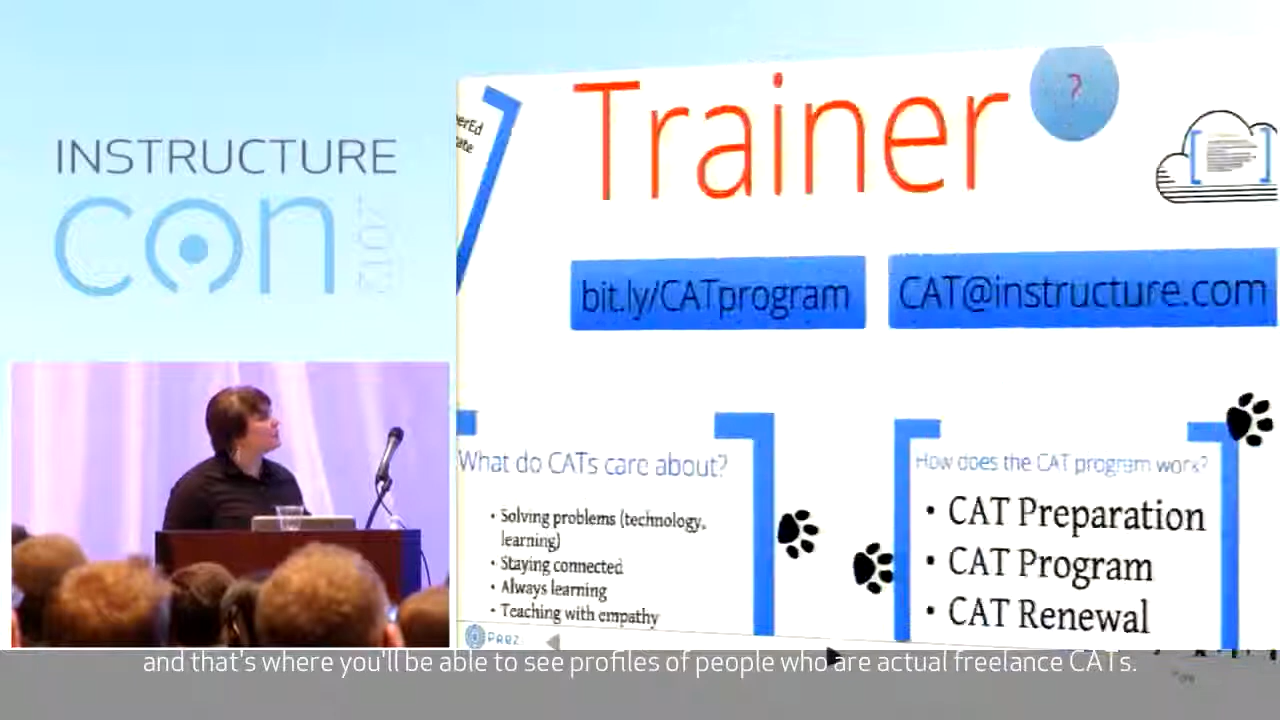 INSTRUCTURE
con
2012
Trainer
?
bit.ly/CATprogram
CAT@instructure.com
What do CATs care about?
• Solving problems (technology,
learning)
• Staying connected
• Always learning
• Teaching with empathy
How does the CAT program work?
• CAT Preparation
• CAT Program
• CAT Renewal
and that's where you'll be able to see profiles of people who are actual freelance CATs.